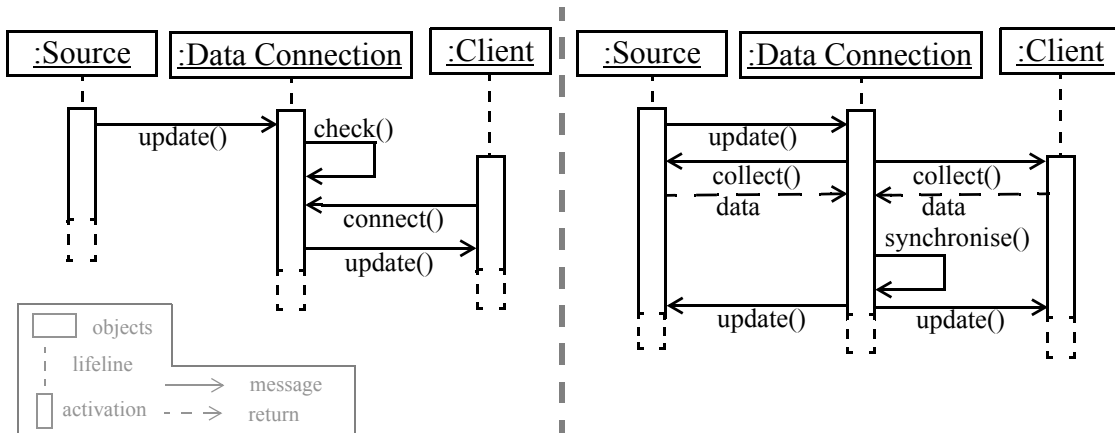 :Source
:Data Connection
:Client
update()
check()
connect()
update()
objects
lifeline
message
activation
return
:Source
:Data Connection
:Client
update()
collect()
collect()
data
data
synchronise()
update()
update()